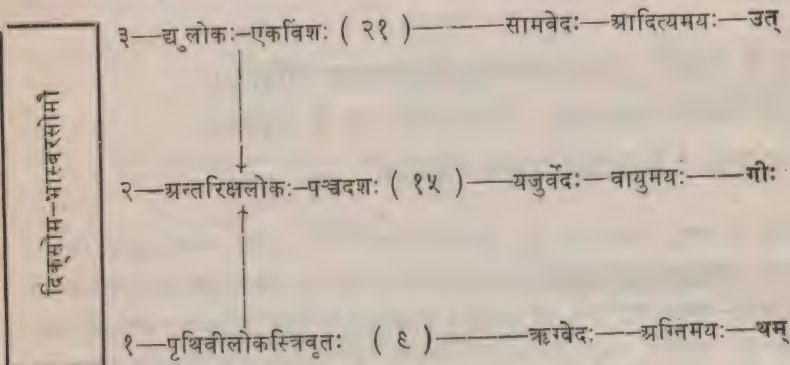 ३—द्युलोकः-एकविंशः ( २१ )———सामवेदः—आदित्यमयः—उत्
दिक्सोम-भास्वरसोमौ
२—अन्तरिक्षलोकः-पञ्चदशः ( १५ )——यजुर्वेदः—वायुमयः——गीः
१—पृथिवीलोकस्त्रिवृतः ( ९ )———ऋग्वेदः——अग्निमयः—थम्